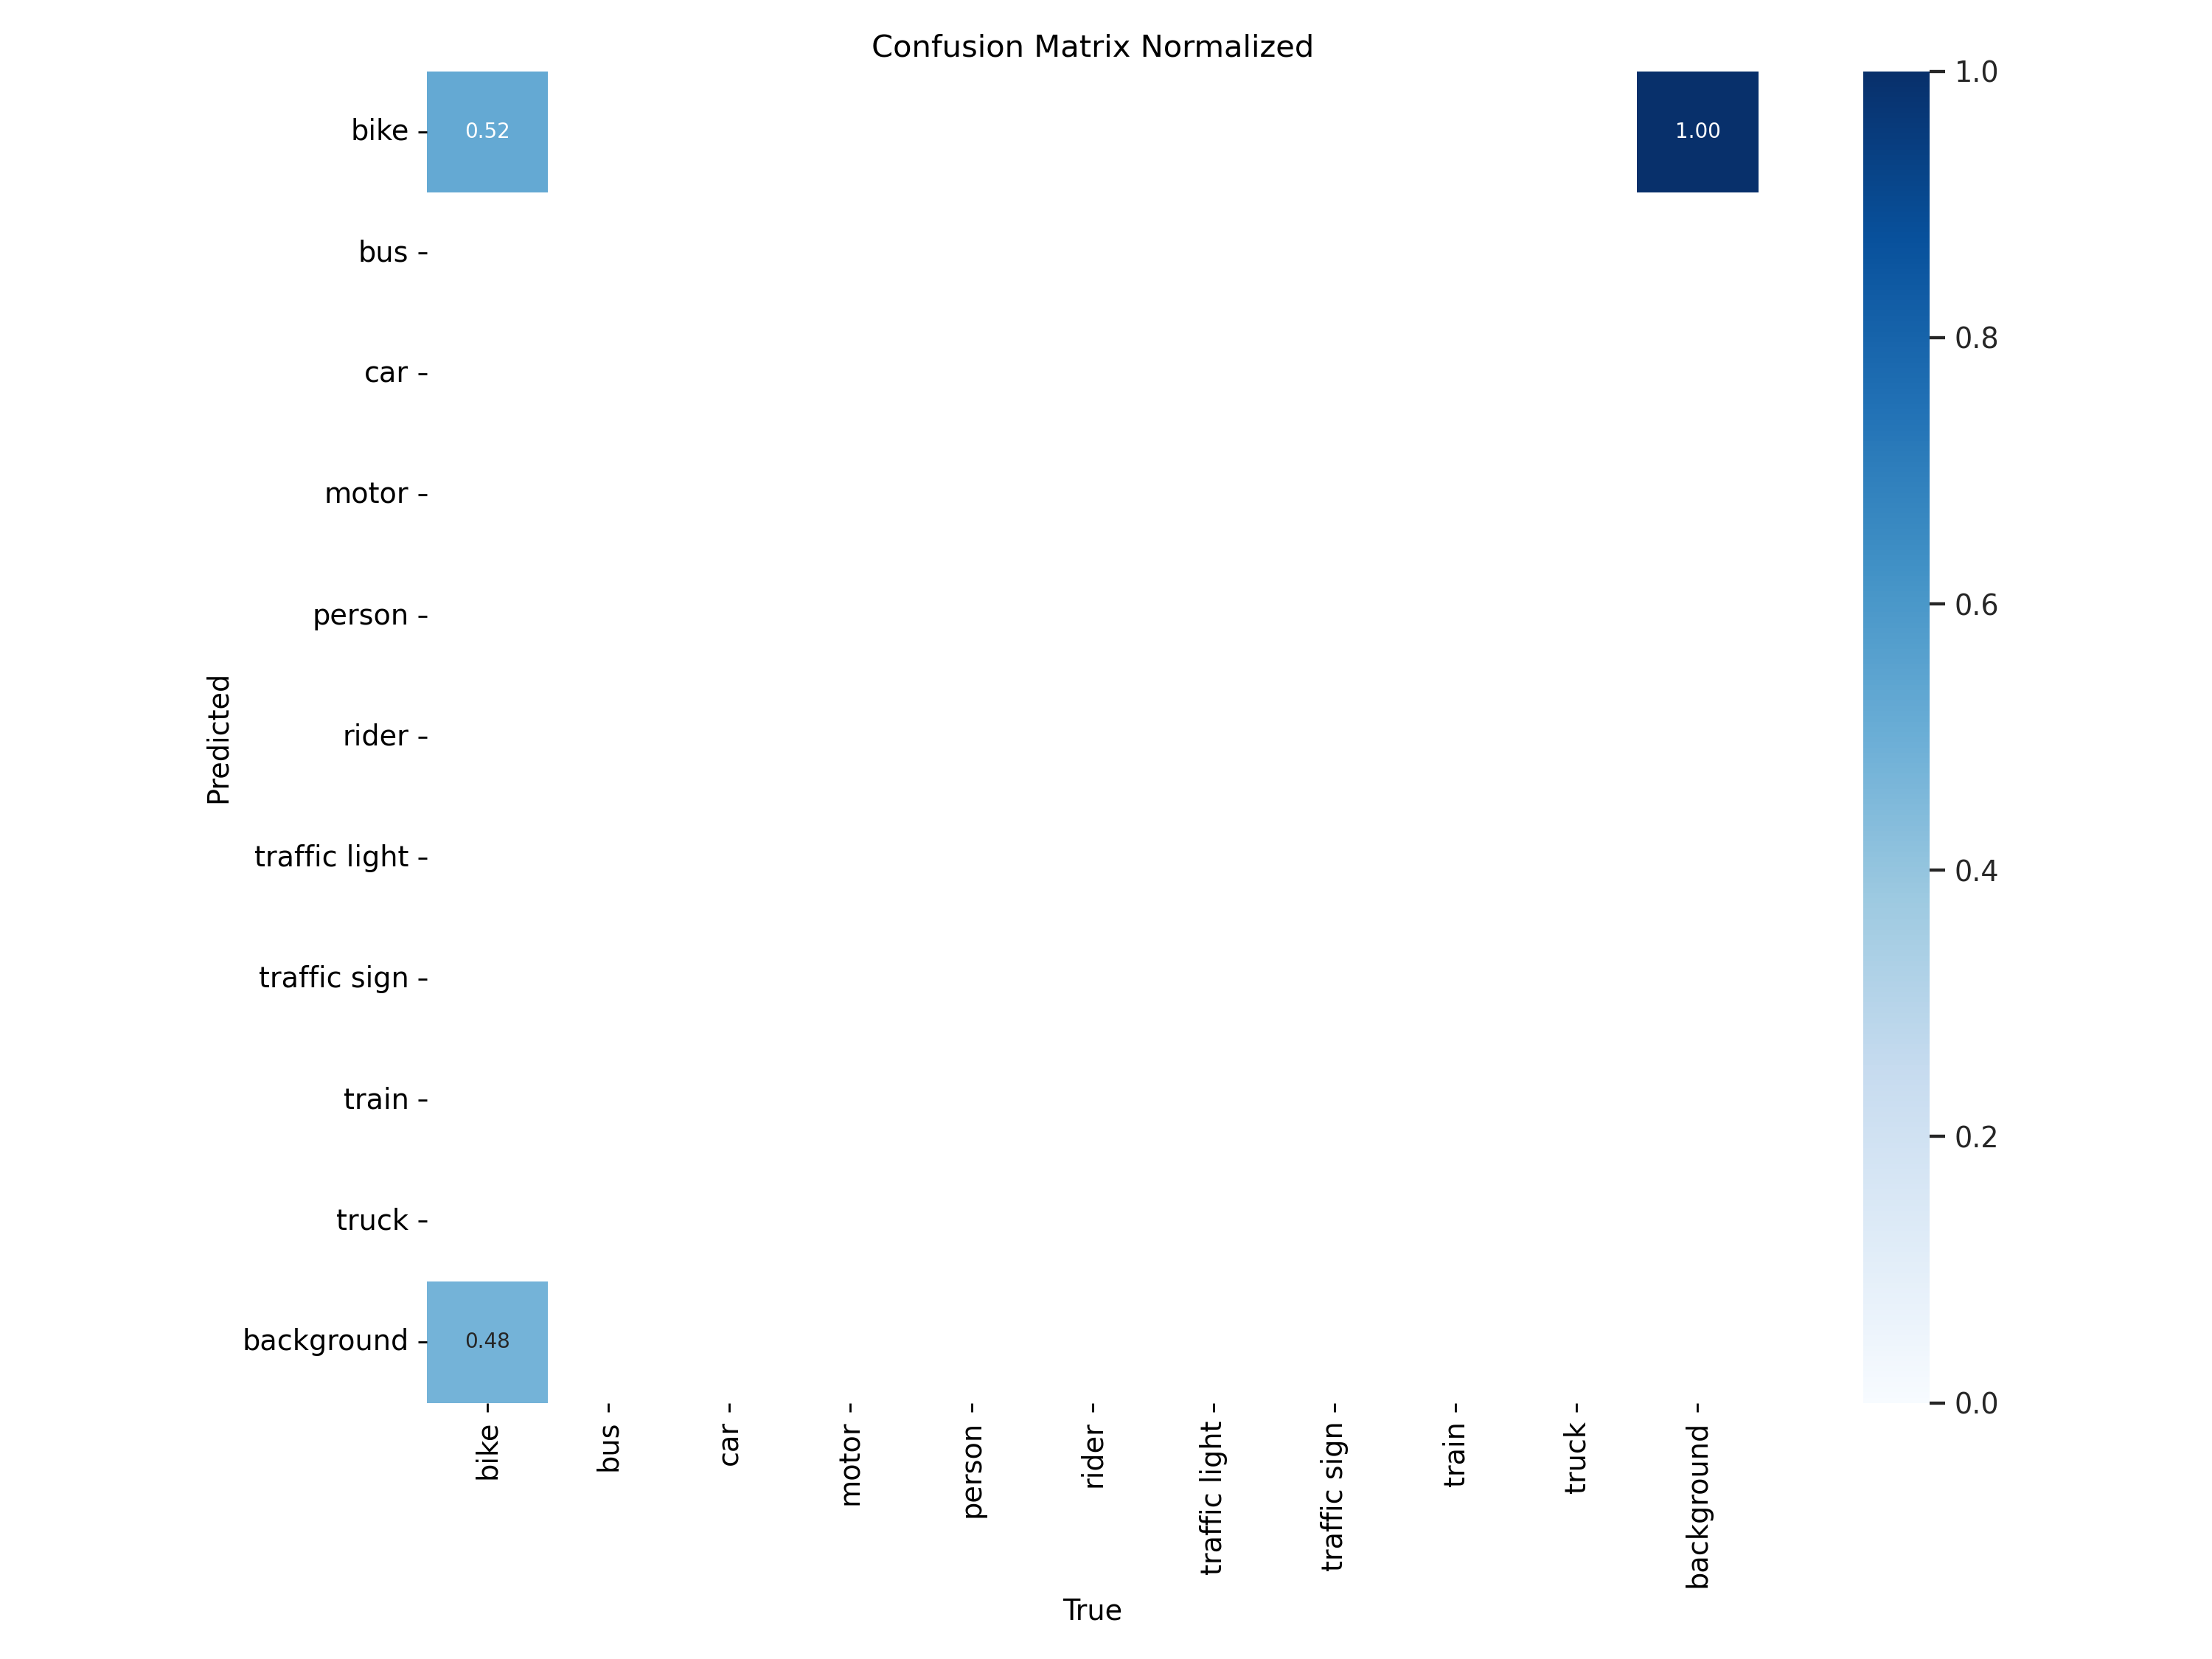 Confusion Matrix Normalized
bike
0.52
1.00
bus
car
motor
person
rider
traffic light
traffic sign
train
truck
background
0.48
Predicted
bike
bus
car
motor
person
rider
traffic light
traffic sign
train
truck
background
True
1.0
0.8
0.6
0.4
0.2
0.0